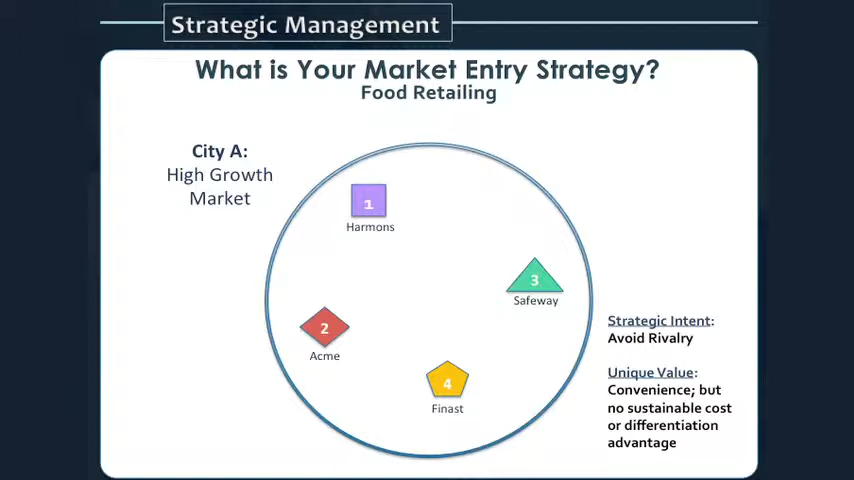 Strategic Management
What is Your Market Entry Strategy?
Food Retailing
City A:
High Growth
Market
1
Harmons
3
Safeway
2
Acme
4
Finast
Strategic Intent:
Avoid Rivalry
Unique Value:
Convenience; but
no sustainable cost
or differentiation
advantage